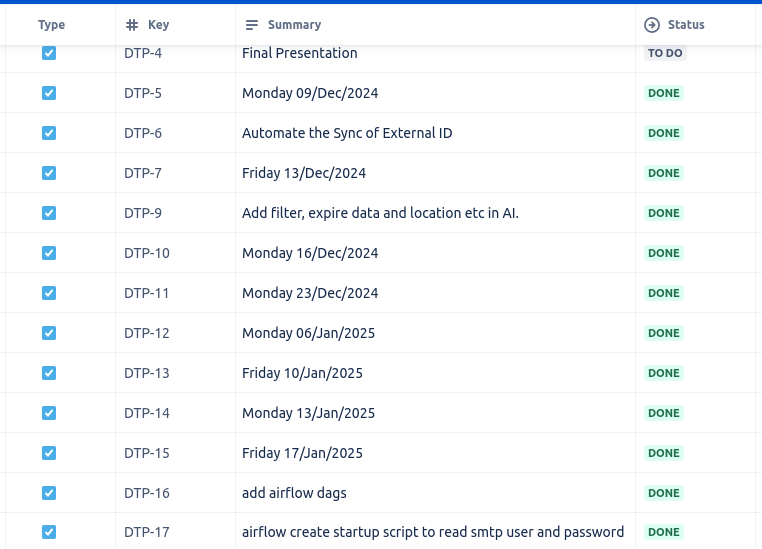 Type Key Summary Status
DTP-4 Final Presentation TO DO
DTP-5 Monday 09/Dec/2024 DONE
DTP-6 Automate the Sync of External ID DONE
DTP-7 Friday 13/Dec/2024 DONE
DTP-9 Add filter, expire data and location etc in AI. DONE
DTP-10 Monday 16/Dec/2024 DONE
DTP-11 Monday 23/Dec/2024 DONE
DTP-12 Monday 06/Jan/2025 DONE
DTP-13 Friday 10/Jan/2025 DONE
DTP-14 Monday 13/Jan/2025 DONE
DTP-15 Friday 17/Jan/2025 DONE
DTP-16 add airflow dags DONE
DTP-17 airflow create startup script to read smtp user and password DONE